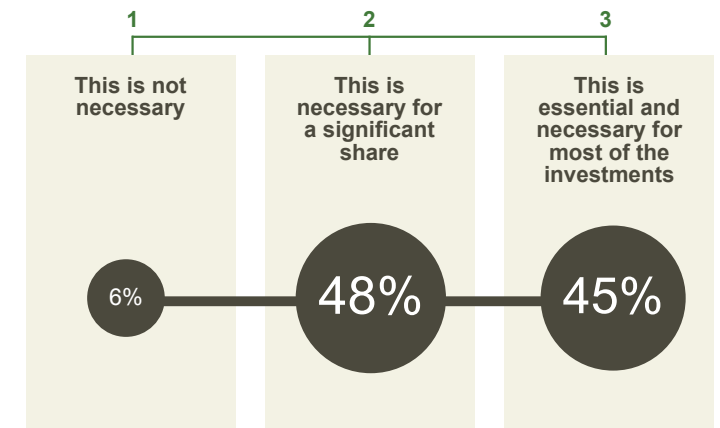 1
2
3
This is not
necessary
This is
necessary for
a significant
share
This is
essential and
necessary for
most of the
investments
6%
48%
45%